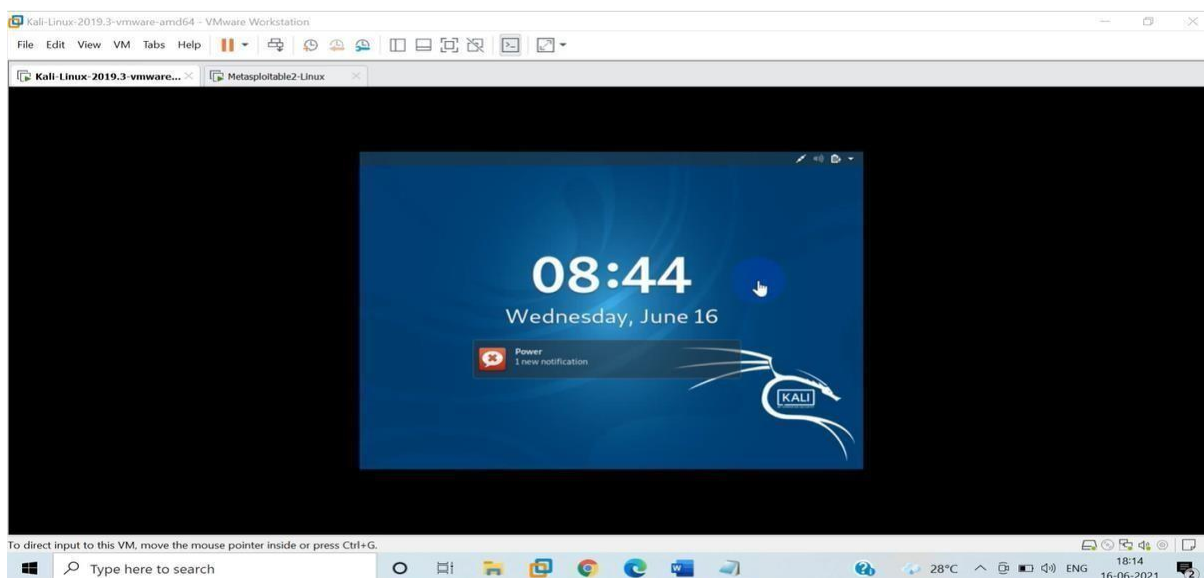 Kali-Linux-2019.3-vmware-amd64 - VMware Workstation
File Edit View VM Tabs Help
Kali-Linux-2019.3-vmware... Metasploitable2-Linux
08:44
Wednesday, June 16
Power
1 new notification
KALI
To direct input to this VM, move the mouse pointer inside or press Ctrl+G.
Type here to search 28°C ENG 18:14
16-06-2021